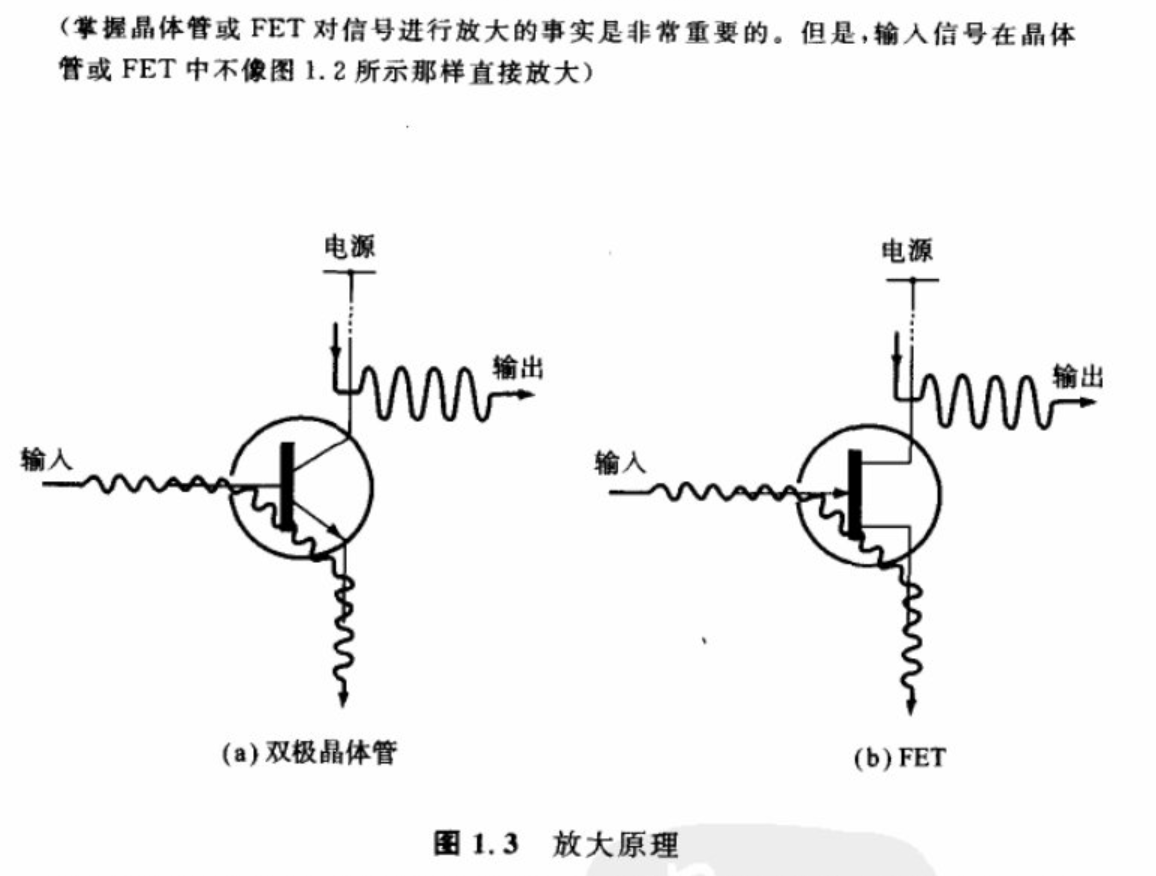 (掌握晶体管或 FET 对信号进行放大的事实是非常重要的。但是,输入信号在晶体
管或 FET 中不像图 1.2 所示那样直接放大)
电源
电源
输出
输出
输入
输入
(a) 双极晶体管
(b) FET
图 1.3 放大原理